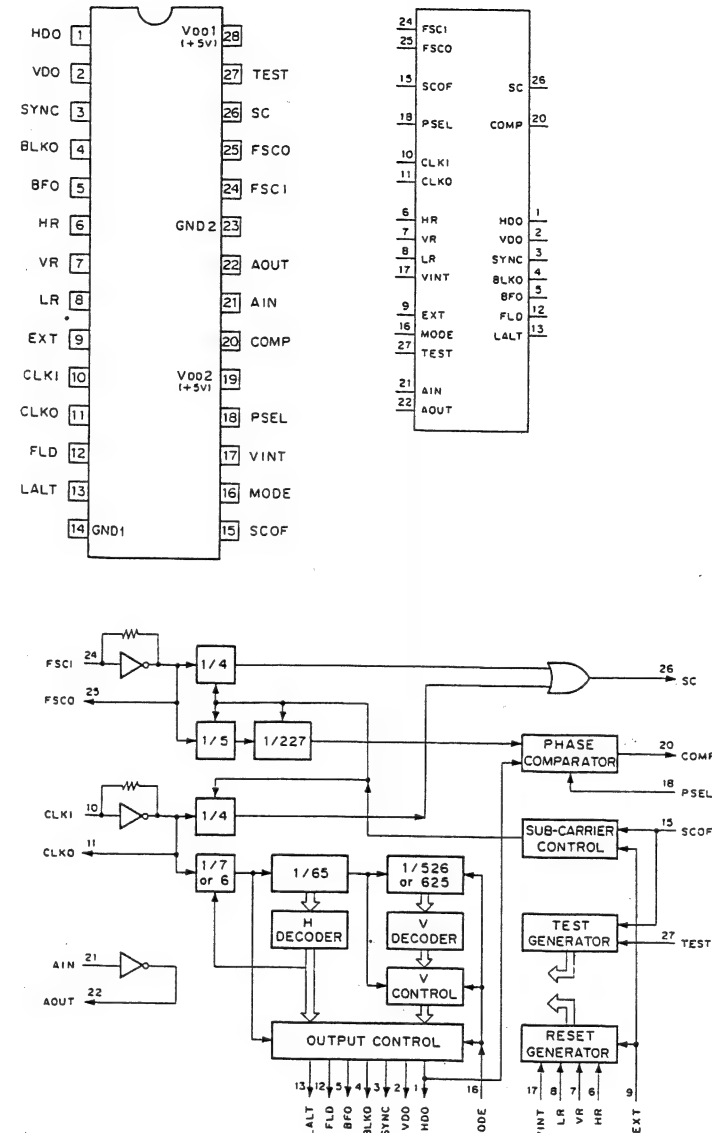 HDO 1
VDO 2
SYNC 3
BLKO 4
BFO 5
HR 6
VR 7
LR 8
EXT 9
CLKI 10
CLKO 11
FLD 12
LALT 13
14 GND1
VDD1 28
(+5V)
27 TEST
26 SC
25 FSCO
24 FSCI
GND2 23
22 AOUT
21 AIN
20 COMP
VDD2 19
(+5V)
18 PSEL
17 VINT
16 MODE
15 SCOF
24 FSCI
25 FSCO
15 SCOF
18 PSEL
10 CLKI
11 CLKO
6 HR
7 VR
8 LR
17 VINT
9 EXT
16 MODE
27 TEST
21 AIN
22 AOUT
SC 26
COMP 20
HDO 1
VDO 2
SYNC 3
BLKO 4
BFO 5
FLD 12
LALT 13
FSCI 24
1/4
26 SC
FSCO 25
1/5
1/227
PHASE
COMPARATOR
20 COMP
18 PSEL
CLKI 10
1/4
CLKO 11
SUB-CARRIER
CONTROL
15 SCOF
1/7
or 6
1/65
1/526
or 625
H
DECODER
V
DECODER
TEST
GENERATOR
27 TEST
AIN 21
AOUT 22
V
CONTROL
OUTPUT CONTROL
RESET
GENERATOR
13 LALT
12 FLD
5 BFO
4 BLKO
3 SYNC
2 VDO
1 HDO
16 ODE
17 VINT
8 LR
7 VR
6 HR
9 EXT